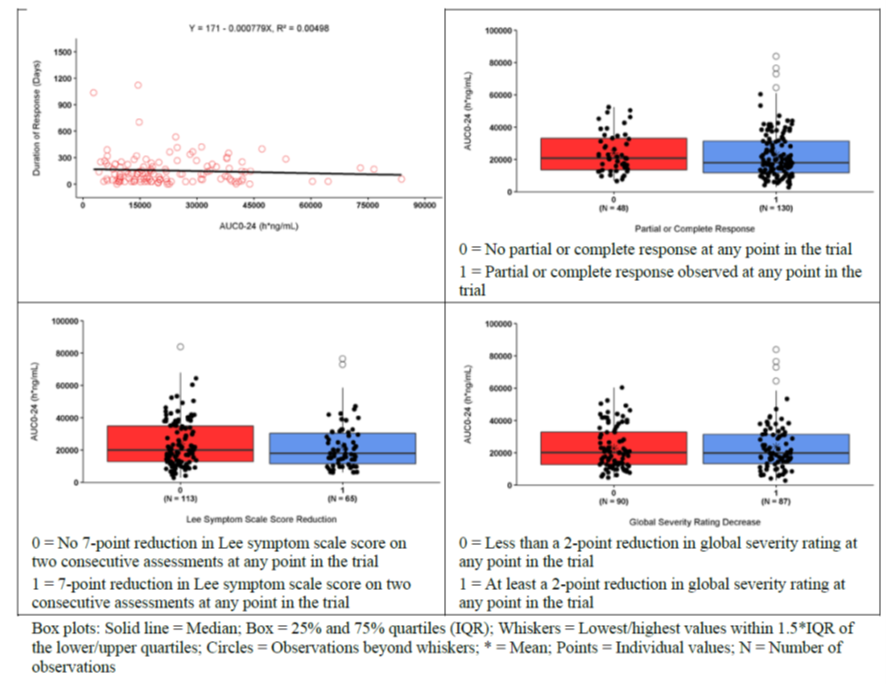 Y = 171 - 0.000779X, R² = 0.00498
Duration of Response (Days)
1500
1200
900
600
300
0
0 15000 30000 45000 60000 75000 90000
AUC0-24 (h*ng/mL)
AUC0-24 (h*ng/mL)
100000
80000
60000
40000
20000
0
0 1
(N = 48) (N = 130)
Partial or Complete Response
0 = No partial or complete response at any point in the trial
1 = Partial or complete response observed at any point in the
trial
AUC0-24 (h*ng/mL)
100000
80000
60000
40000
20000
0
0 1
(N = 113) (N = 65)
Lee Symptom Scale Score Reduction
0 = No 7-point reduction in Lee symptom scale score on
two consecutive assessments at any point in the trial
1 = 7-point reduction in Lee symptom scale score on two
consecutive assessments at any point in the trial
AUC0-24 (h*ng/mL)
100000
80000
60000
40000
20000
0
0 1
(N = 90) (N = 87)
Global Severity Rating Decrease
0 = Less than a 2-point reduction in global severity rating at
any point in the trial
1 = At least a 2-point reduction in global severity rating at
any point in the trial
Box plots: Solid line = Median; Box = 25% and 75% quartiles (IQR); Whiskers = Lowest/highest values within 1.5*IQR of
the lower/upper quartiles; Circles = Observations beyond whiskers; * = Mean; Points = Individual values; N = Number of
observations